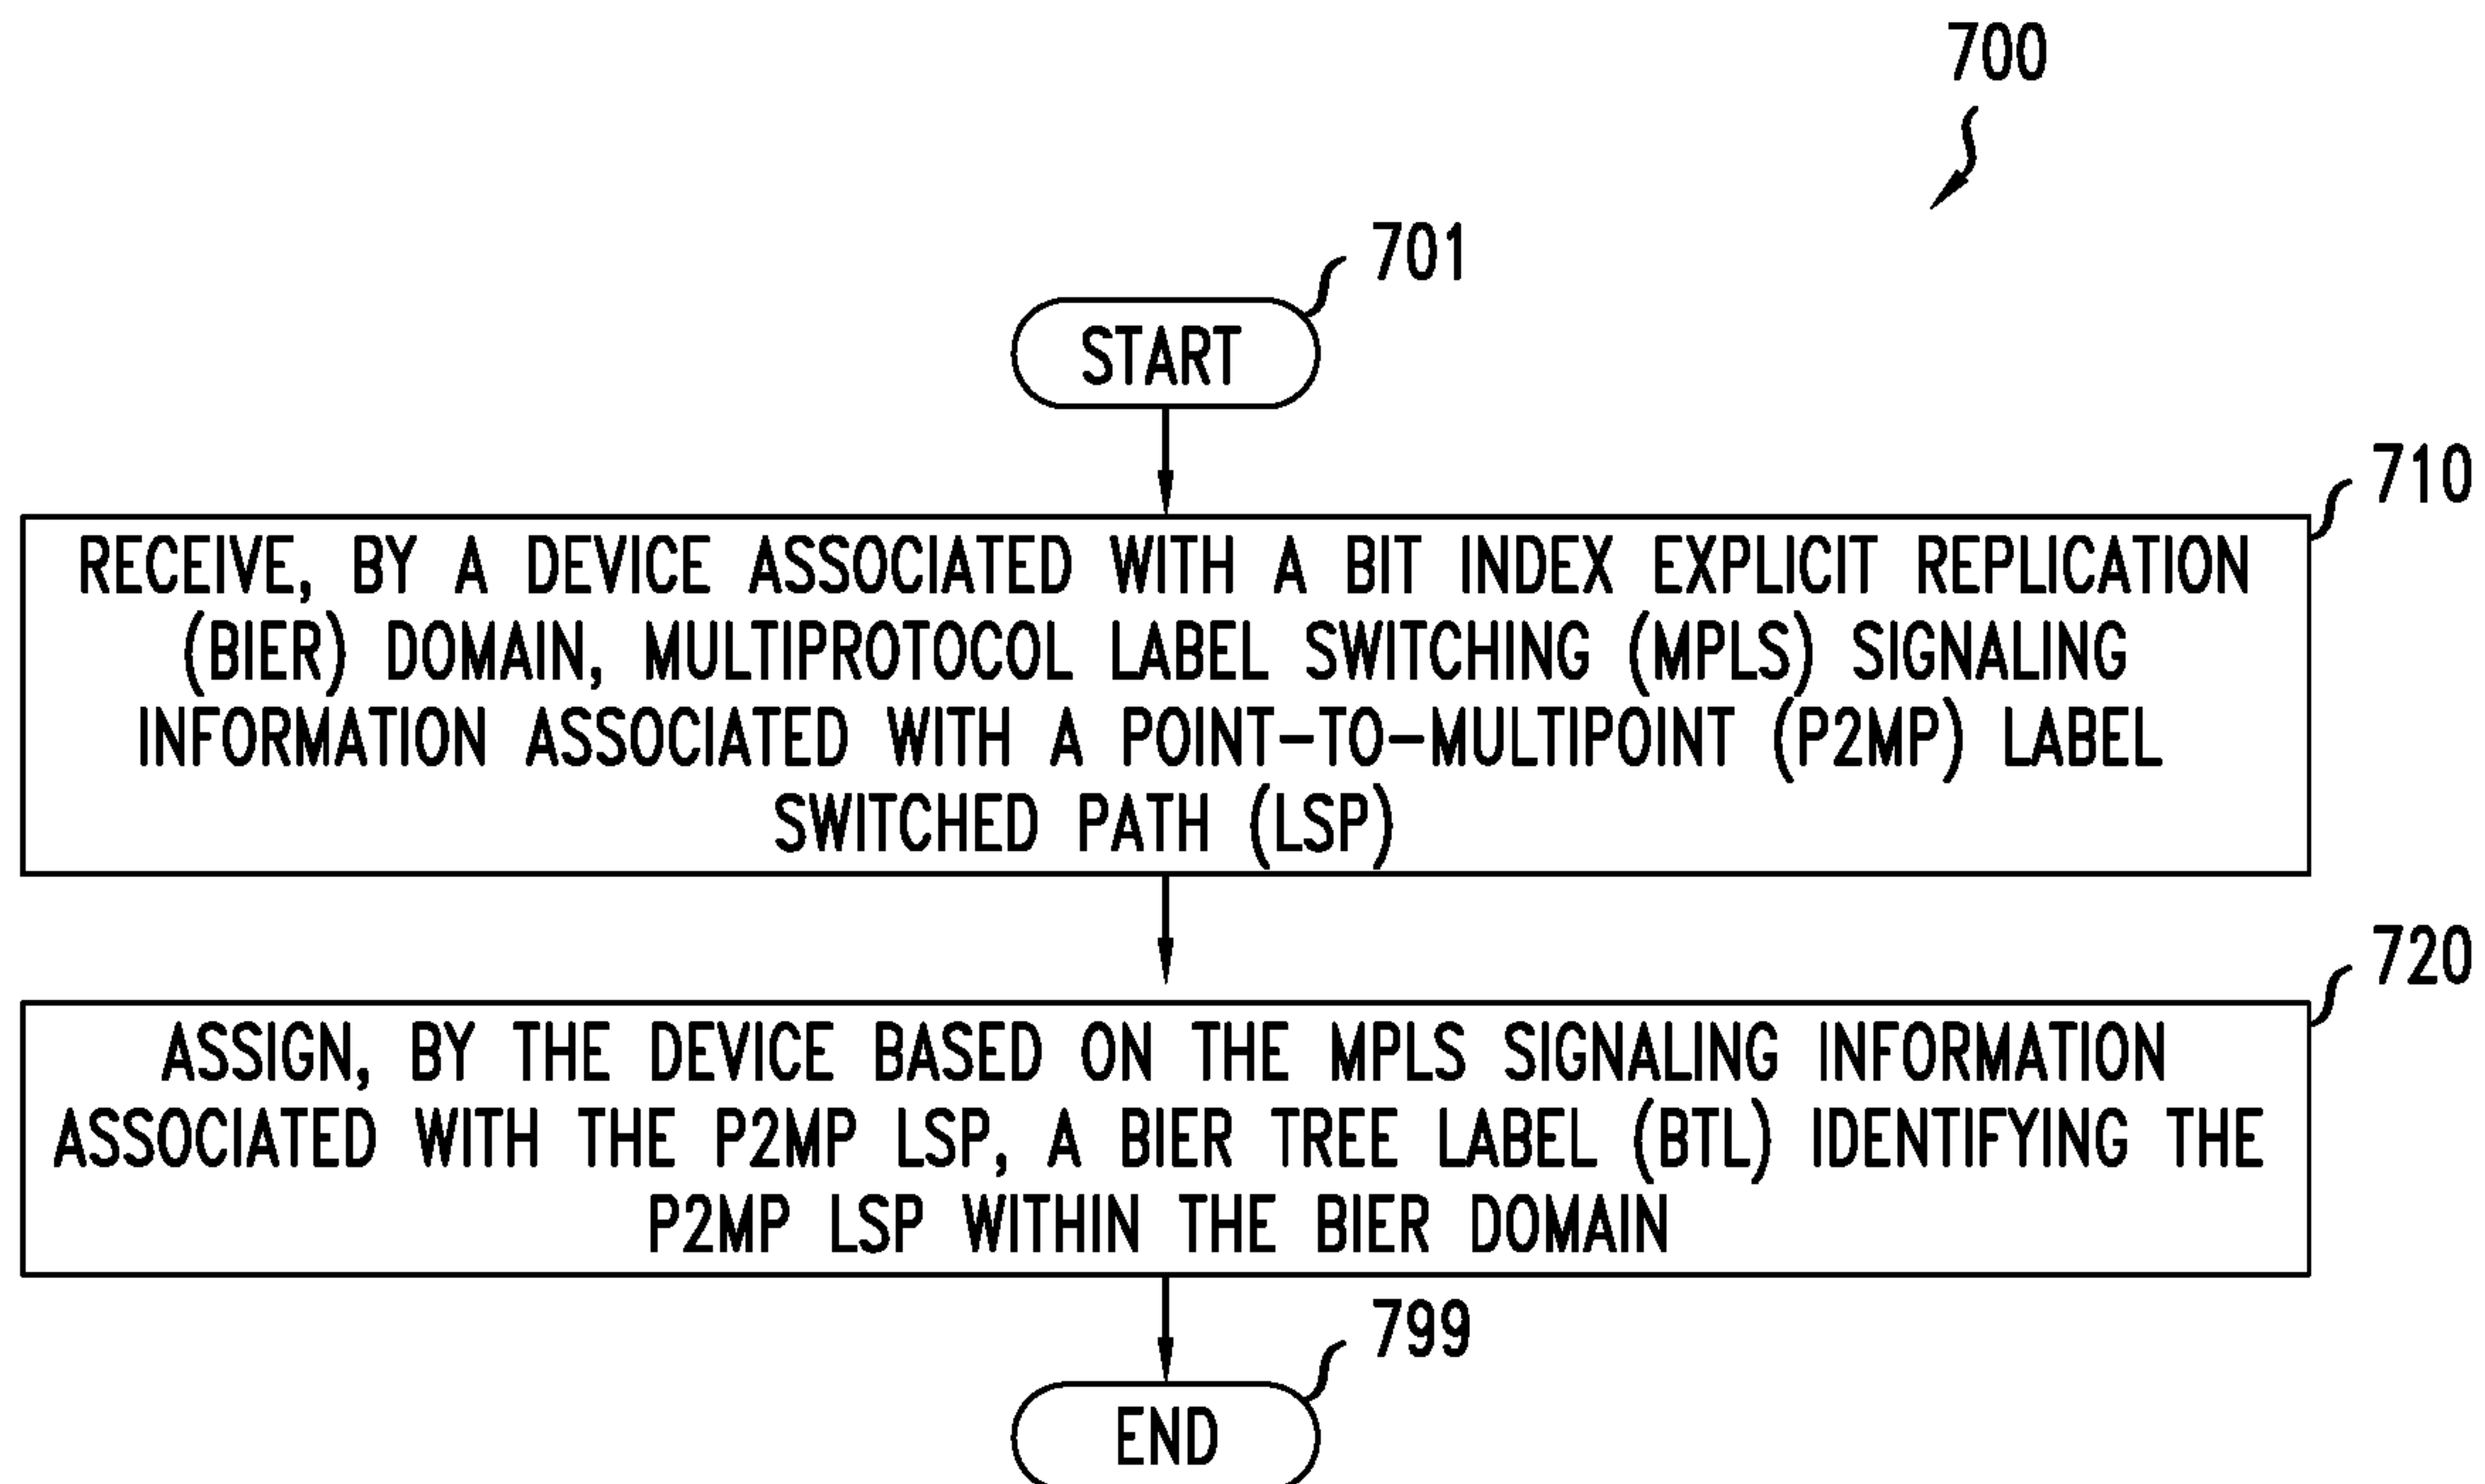 700
701
START
710
RECEIVE, BY A DEVICE ASSOCIATED WITH A BIT INDEX EXPLICIT REPLICATION
(BIER) DOMAIN, MULTIPROTOCOL LABEL SWITCHING (MPLS) SIGNALING
INFORMATION ASSOCIATED WITH A POINT- TO-MULTIPOINT (P2MP) LABEL
SWITCHED PATH (LSP)
720
ASSIGN, BY THE DEVICE BASED ON THE MPLS SIGNALING INFORMATION
ASSOCIATED WITH THE P2MP LSP, A BIER TREE LABEL (BTL) IDENTIFYING THE
P2MP LSP WITHIN THE BIER DOMAIN
799
END